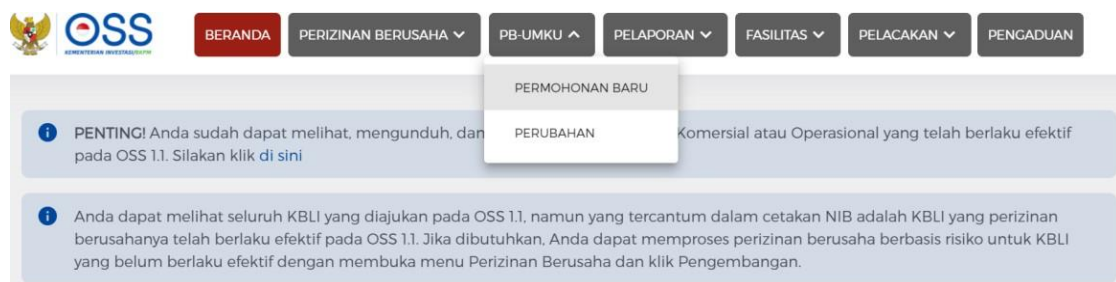 OSS
KEMENTERIAN INVESTASI/BKPM
BERANDA
PERIZINAN BERUSAHA
PB-UMKU
PELAPORAN
FASILITAS
PELACAKAN
PENGADUAN
PERMOHONAN BARU
PERUBAHAN
PENTING! Anda sudah dapat melihat, mengunduh, dan Komersial atau Operasional yang telah berlaku efektif
pada OSS 1.1. Silakan klik di sini
Anda dapat melihat seluruh KBLI yang diajukan pada OSS 1.1, namun yang tercantum dalam cetakan NIB adalah KBLI yang perizinan
berusahanya telah berlaku efektif pada OSS 1.1. Jika dibutuhkan, Anda dapat memproses perizinan berusaha berbasis risiko untuk KBLI
yang belum berlaku efektif dengan membuka menu Perizinan Berusaha dan klik Pengembangan.